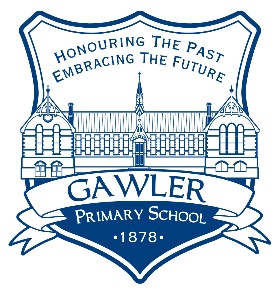 Honouring The Past
Embracing The Future
Gawler
Primary School
·1878·